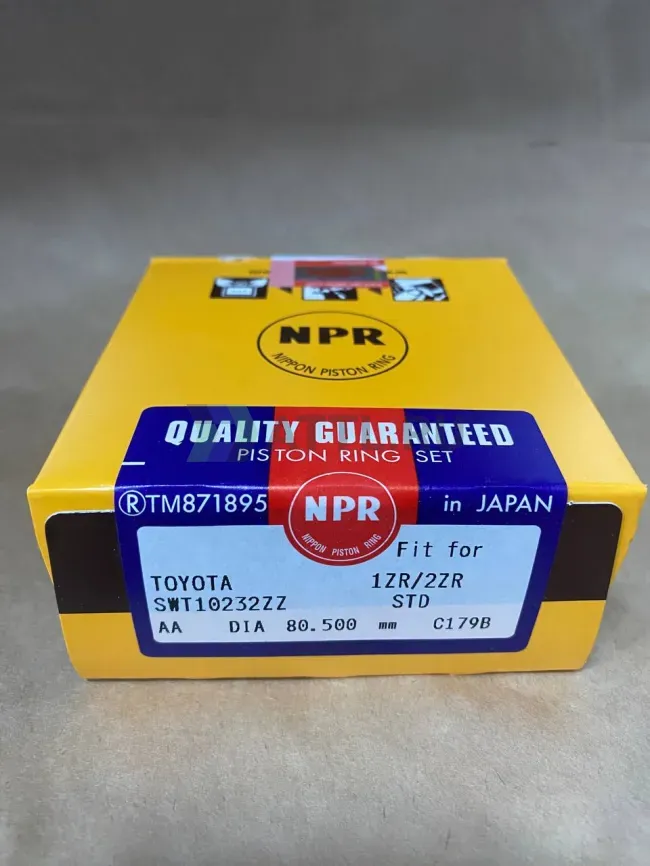 NPR
NIPPON PISTON RING
QUALITY GUARANTEED
PISTON RING SET
®TM871895
NPR
NIPPON PISTON RING
in JAPAN
Fit for
TOYOTA 1ZR/2ZR
SWT10232ZZ STD
AA DIA 80.500 mm C179B